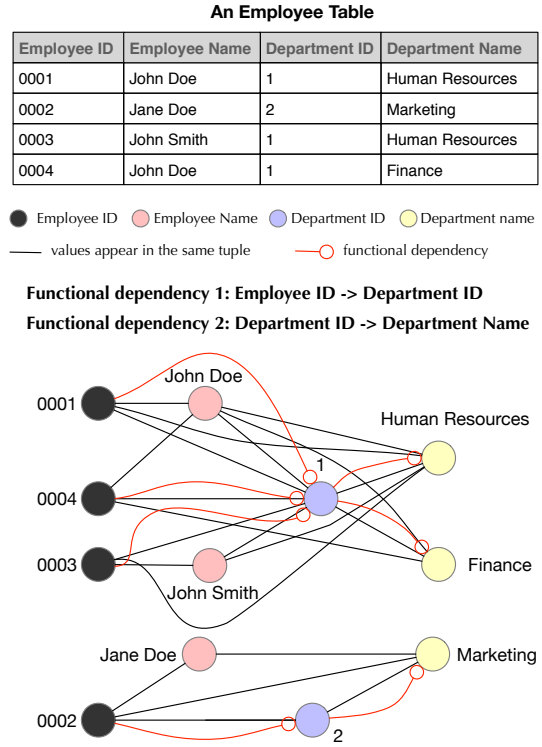 An Employee Table
Employee ID Employee Name Department ID Department Name
0001 John Doe 1 Human Resources
0002 Jane Doe 2 Marketing
0003 John Smith 1 Human Resources
0004 John Doe 1 Finance
Employee ID Employee Name Department ID Department name
values appear in the same tuple functional dependency
Functional dependency 1: Employee ID -> Department ID
Functional dependency 2: Department ID -> Department Name
John Doe
0001
Human Resources
1
0004
0003
Finance
John Smith
Jane Doe
Marketing
0002
2